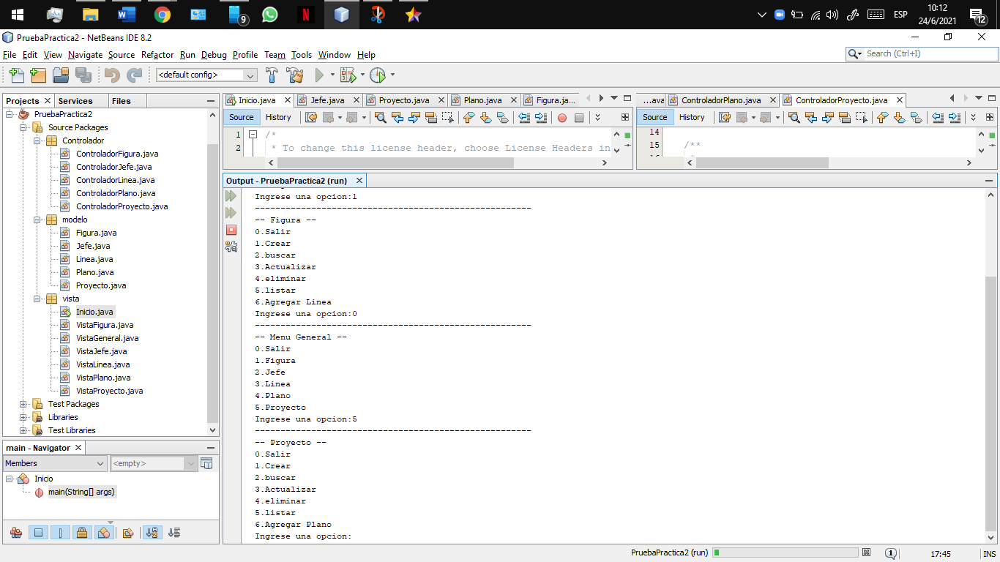 9
ESP
10:12
24/6/2021
12
PruebaPractica2 - NetBeans IDE 8.2
File Edit View Navigate Source Refactor Run Debug Profile Team Tools Window Help
Search (Ctrl+I)
<default config>
Projects Services Files
PruebaPractica2
Source Packages
Controlador
ControladorFigura.java
ControladorJefe.java
ControladorLinea.java
ControladorPlano.java
ControladorProyecto.java
modelo
Figura.java
Jefe.java
Linea.java
Plano.java
Proyecto.java
vista
Inicio.java
VistaFigura.java
VistaGeneral.java
VistaJefe.java
VistaLinea.java
VistaPlano.java
VistaProyecto.java
Test Packages
Libraries
Test Libraries
main - Navigator
Members <empty>
Inicio
main(String[] args)
Inicio.java Jefe.java Proyecto.java Plano.java Figura.ja...
Source History
1 /*
2 * To change this license header, choose License Headers in
...ava ControladorPlano.java ControladorProyecto.java
Source History
14
15 /**
Output - PruebaPractica2 (run)
Ingrese una opcion:1
------------------------------------------------------
-- Figura --
0.Salir
1.Crear
2.buscar
3.Actualizar
4.eliminar
5.listar
6.Agregar Linea
Ingrese una opcion:0
------------------------------------------------------
-- Menu General --
0.Salir
1.Figura
2.Jefe
3.Linea
4.Plano
5.Proyecto
Ingrese una opcion:5
------------------------------------------------------
-- Proyecto --
0.Salir
1.Crear
2.buscar
3.Actualizar
4.eliminar
5.listar
6.Agregar Plano
Ingrese una opcion:
PruebaPractica2 (run) 1 17:45 INS